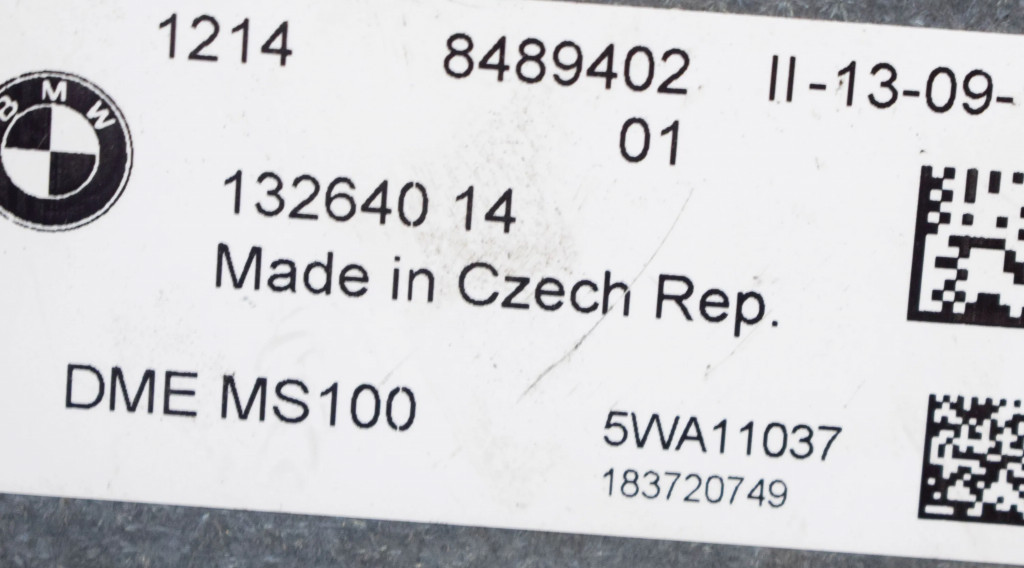 1214 8489402 II-13-09-
01
BMW
132640 14
Made in Czech Rep.
DME MS100
5WA11037
183720749